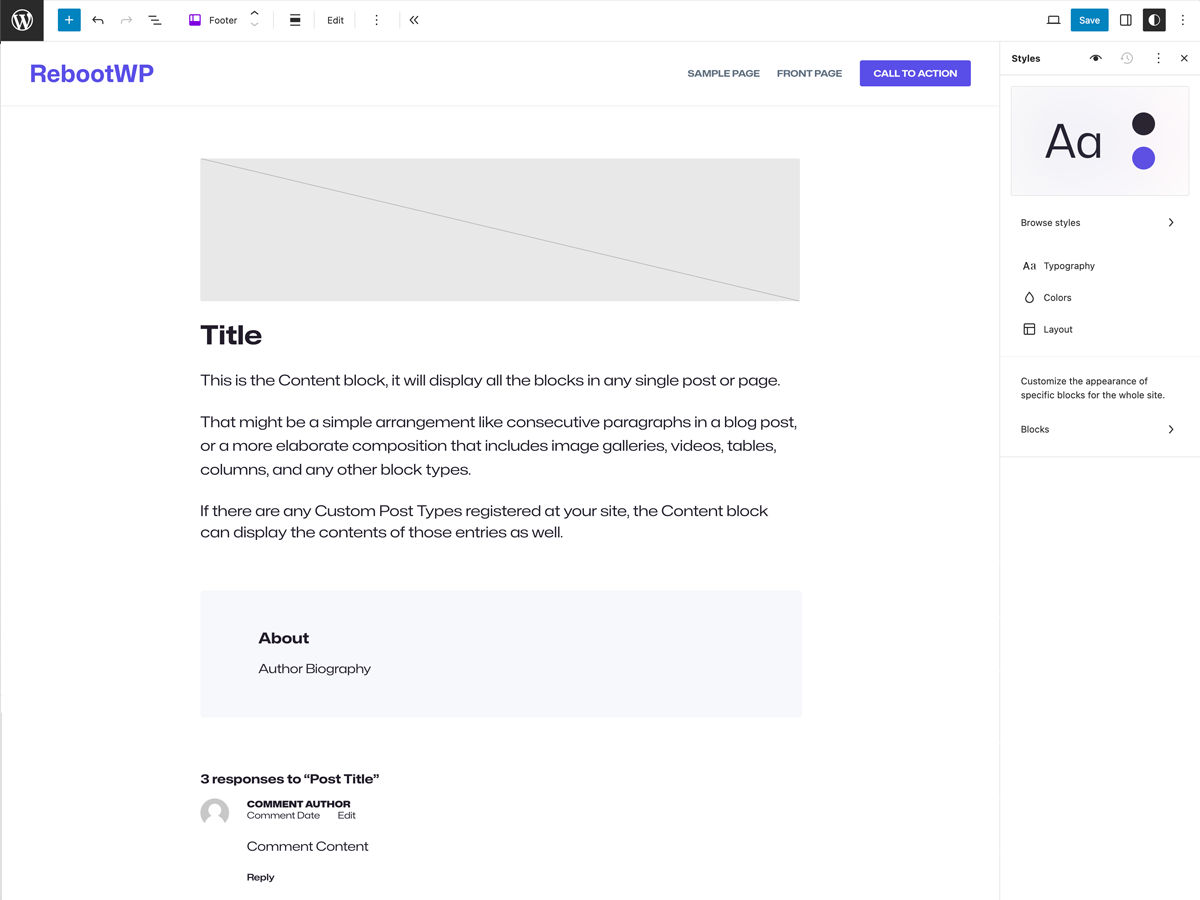 Footer
Edit
Save
RebootWP
SAMPLE PAGE
FRONT PAGE
CALL TO ACTION
Styles
Aa
Browse styles
Aa Typography
Colors
Layout
Customize the appearance of
specific blocks for the whole site.
Blocks
Title
This is the Content block, it will display all the blocks in any single post or page.
That might be a simple arrangement like consecutive paragraphs in a blog post,
or a more elaborate composition that includes image galleries, videos, tables,
columns, and any other block types.
If there are any Custom Post Types registered at your site, the Content block
can display the contents of those entries as well.
About
Author Biography
3 responses to “Post Title”
COMMENT AUTHOR
Comment Date Edit
Comment Content
Reply